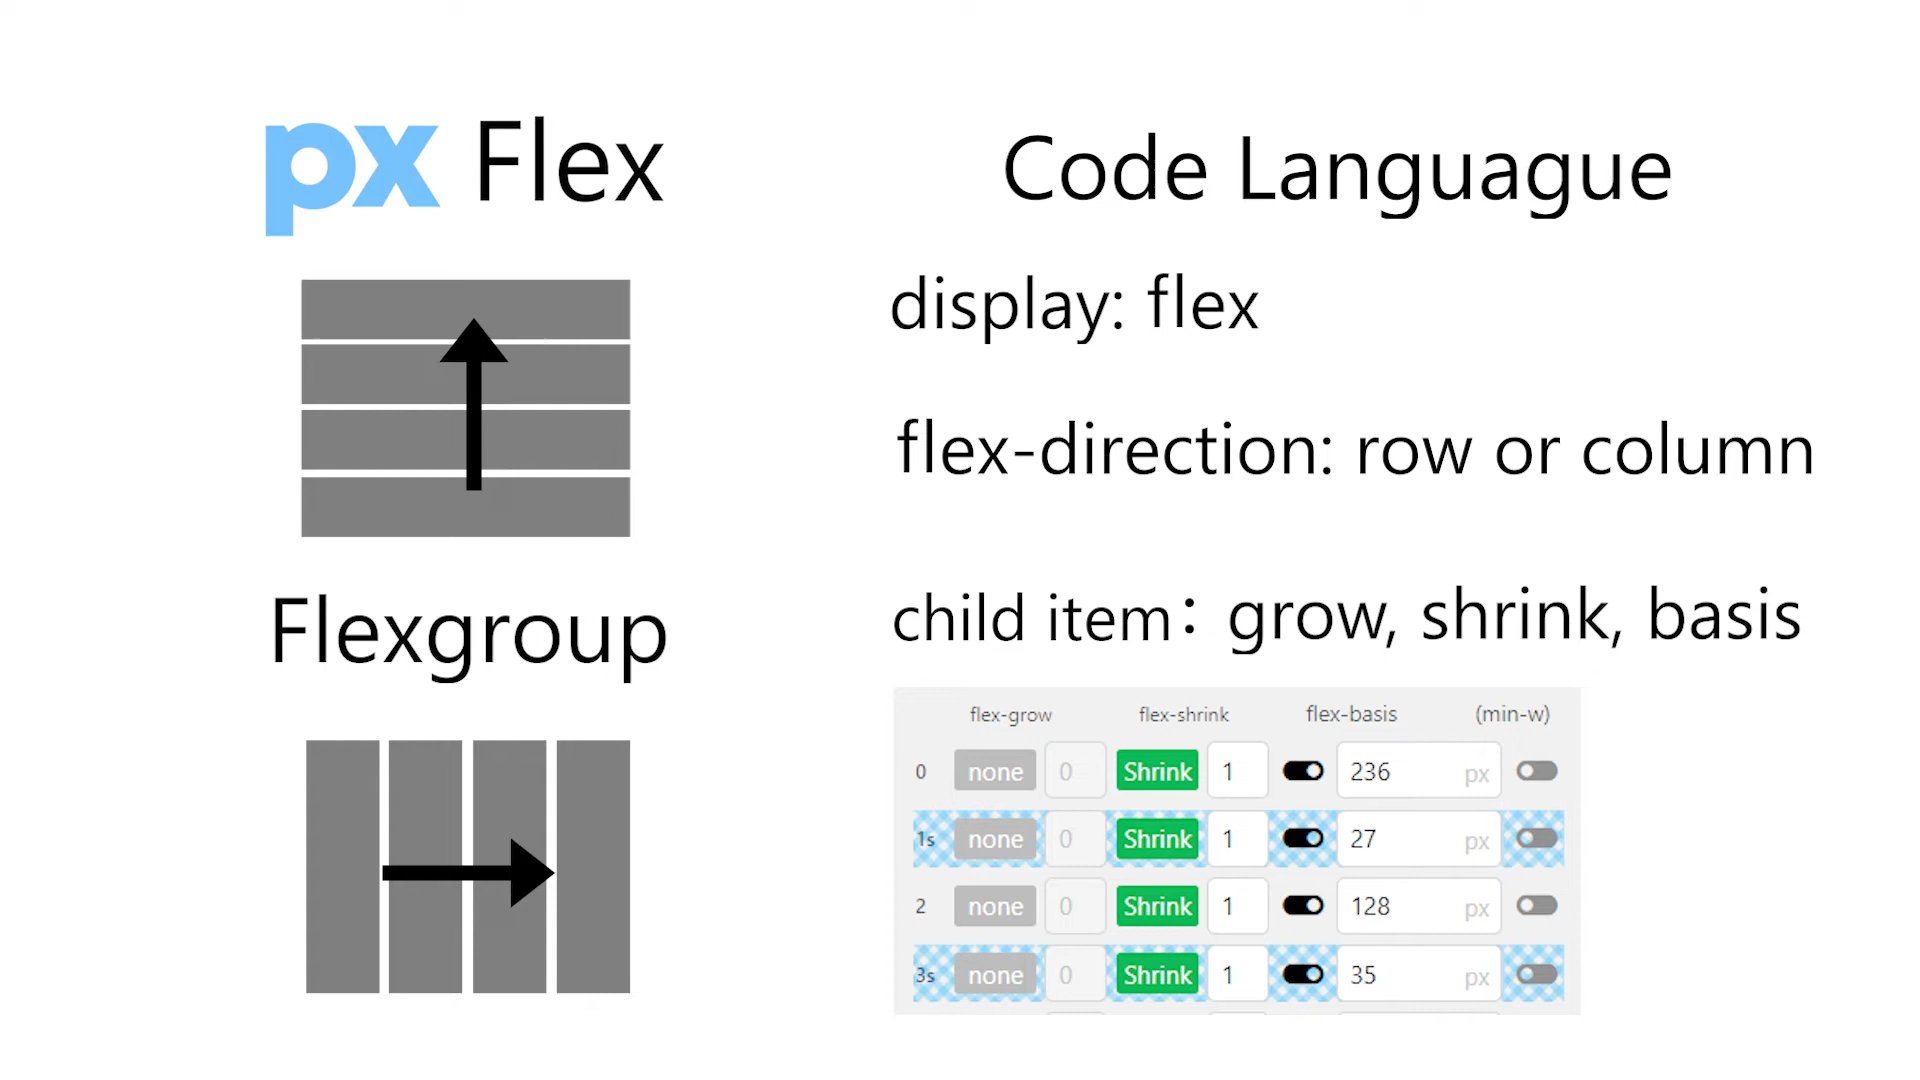 px Flex
Code Languague
display: flex
flex-direction: row or column
Flexgroup
child item: grow, shrink, basis
flex-grow flex-shrink flex-basis (min-w)
0 none 0 Shrink 1 236 px
1s none 0 Shrink 1 27 px
2 none 0 Shrink 1 128 px
3s none 0 Shrink 1 35 px